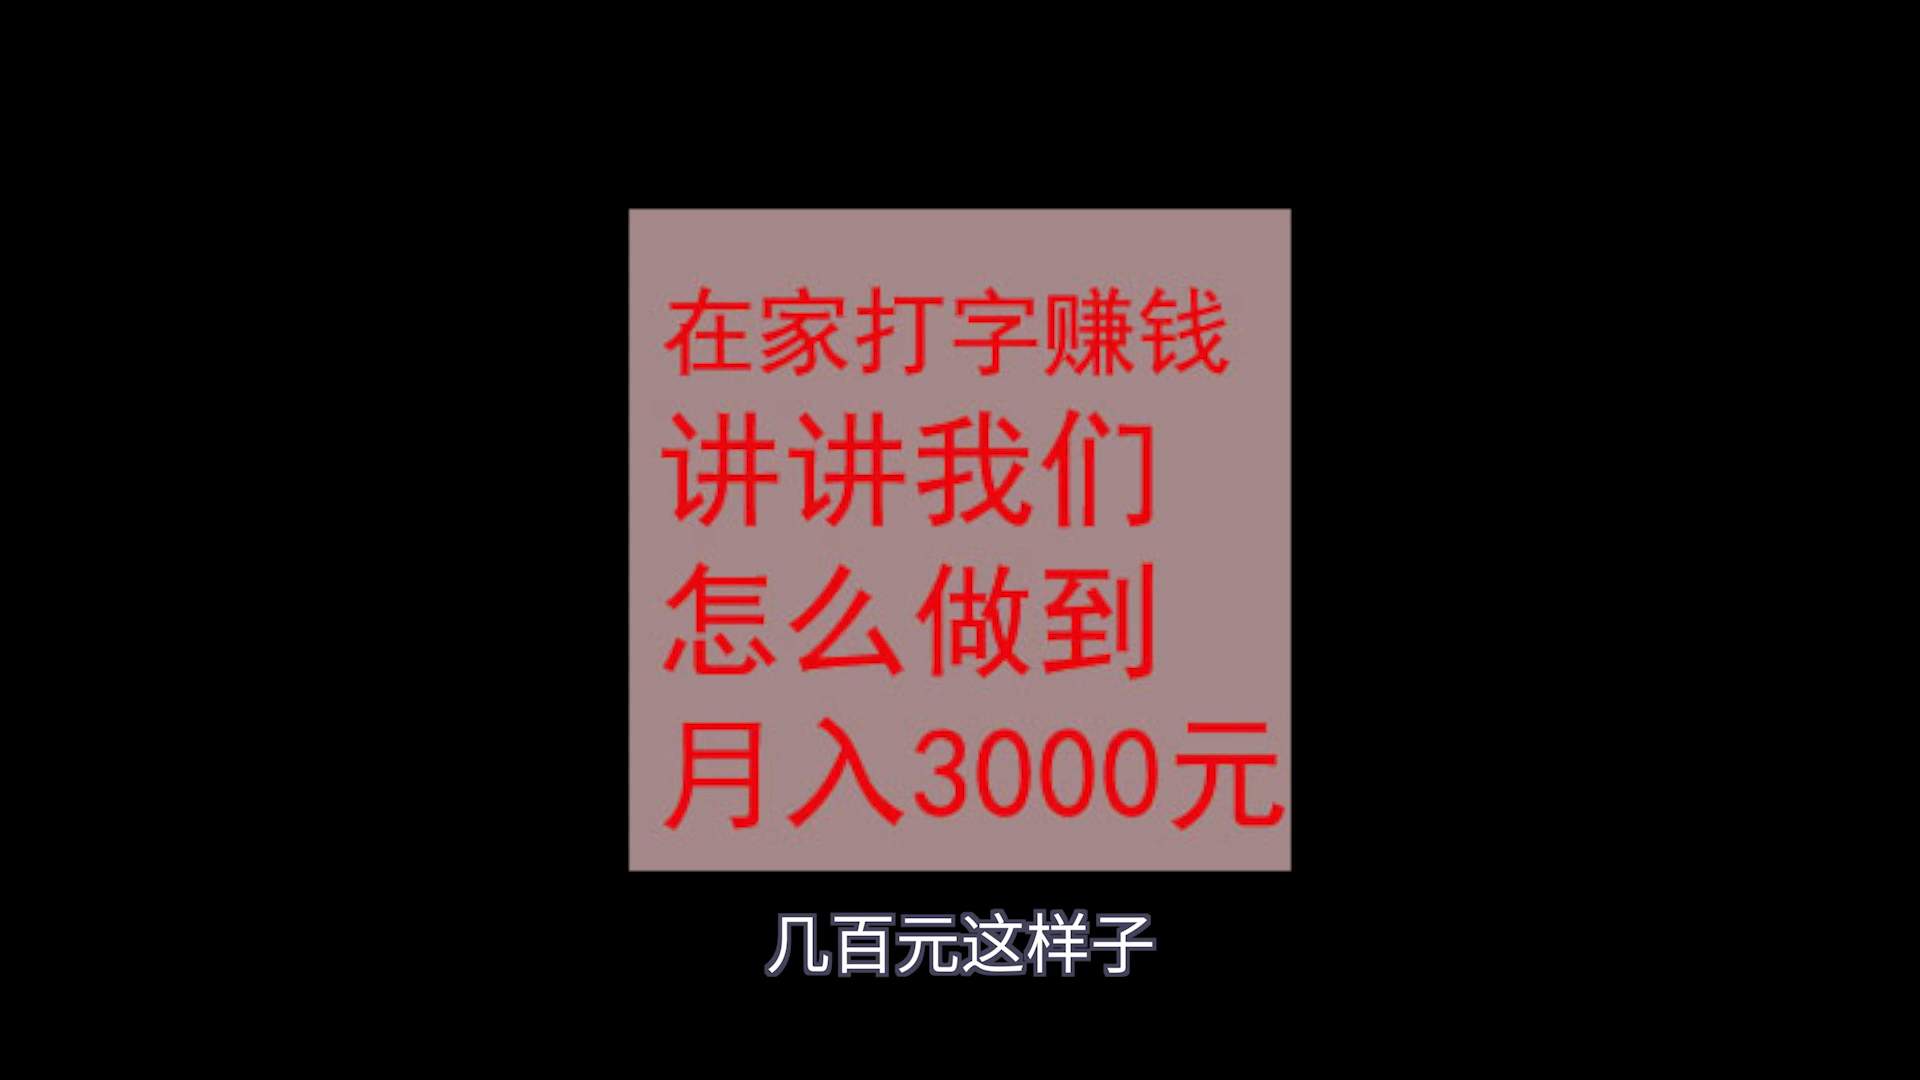 在家打字赚钱
讲讲我们
怎么做到
月入3000元
几百元这样子